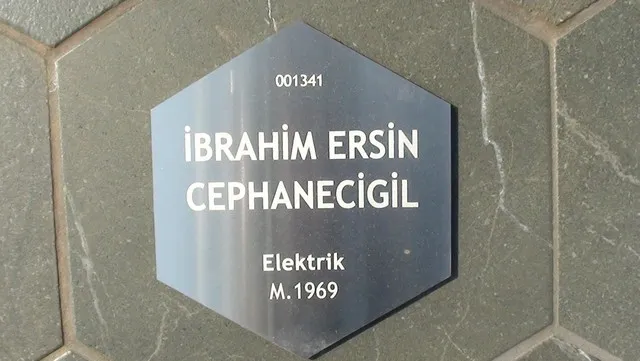 001341
İBRAHİM ERSİN
CEPHANECİGİL
Elektrik
M.1969